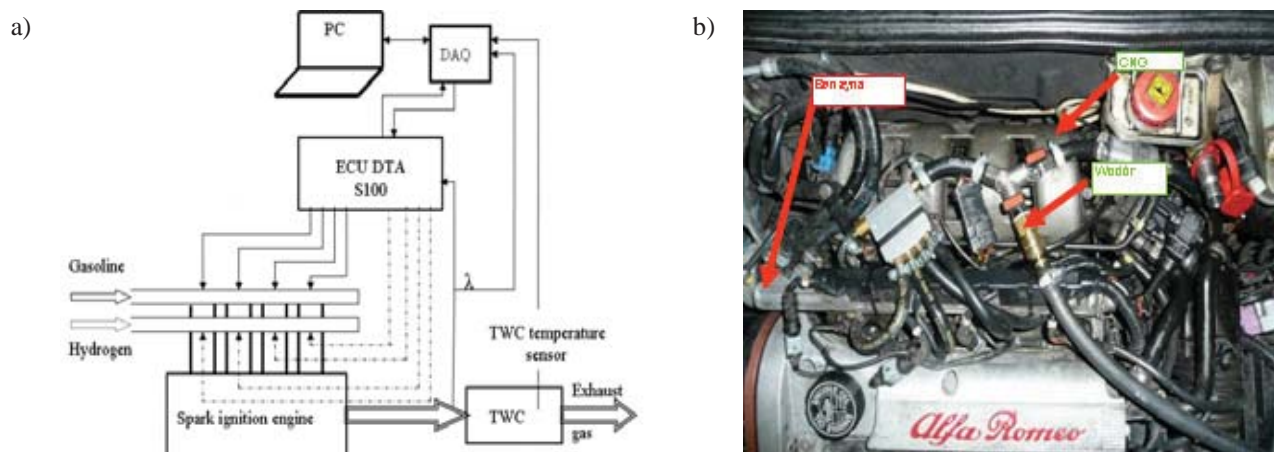 a)
PC
DAQ
ECU DTA
S100
Gasoline
λ
Hydrogen
TWC temperature
sensor
Spark ignition engine
TWC
Exhaust
gas
b)
Benzyna
CNG
Wodór
Alfa Romeo